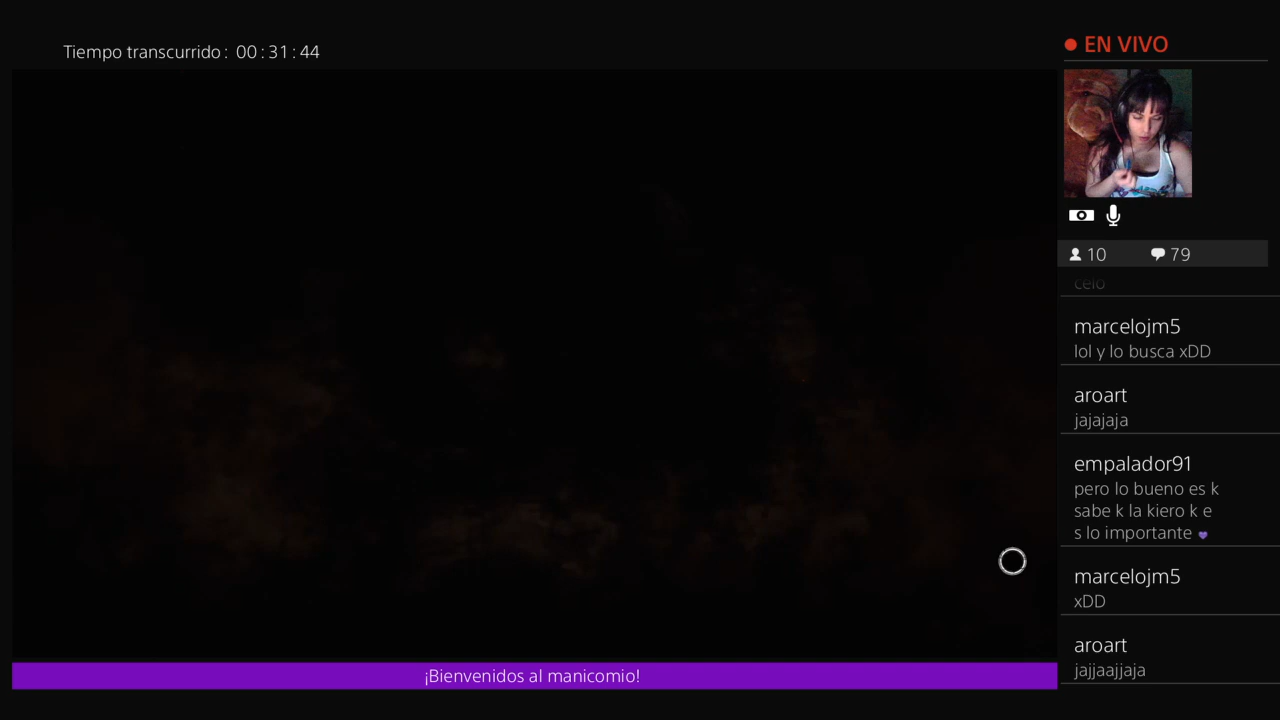 Tiempo transcurrido : 00 : 31 : 44
EN VIVO
10 79
celo
marcelojm5
lol y lo busca xDD
aroart
jajajaja
empalador91
pero lo bueno es k
sabe k la kiero k e
s lo importante
marcelojm5
xDD
aroart
jajjaajjaja
¡Bienvenidos al manicomio!